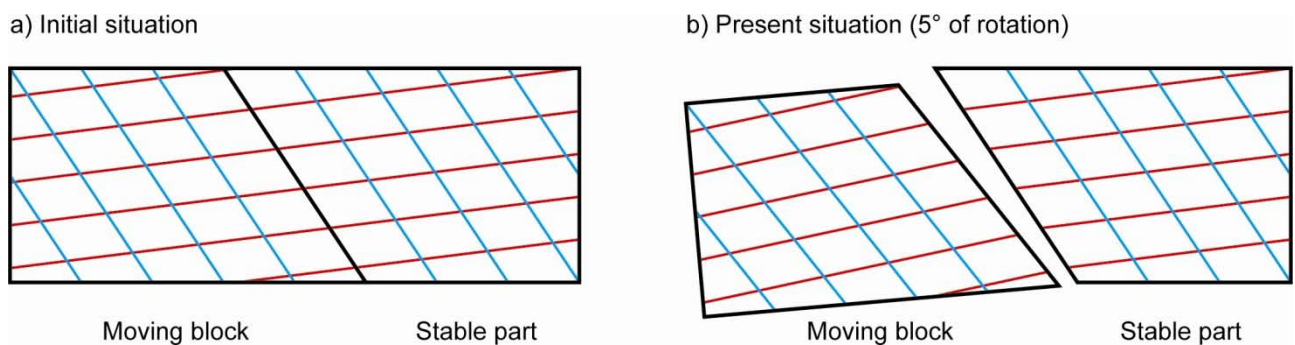 a) Initial situation
b) Present situation (5° of rotation)
Moving block
Stable part
Moving block
Stable part